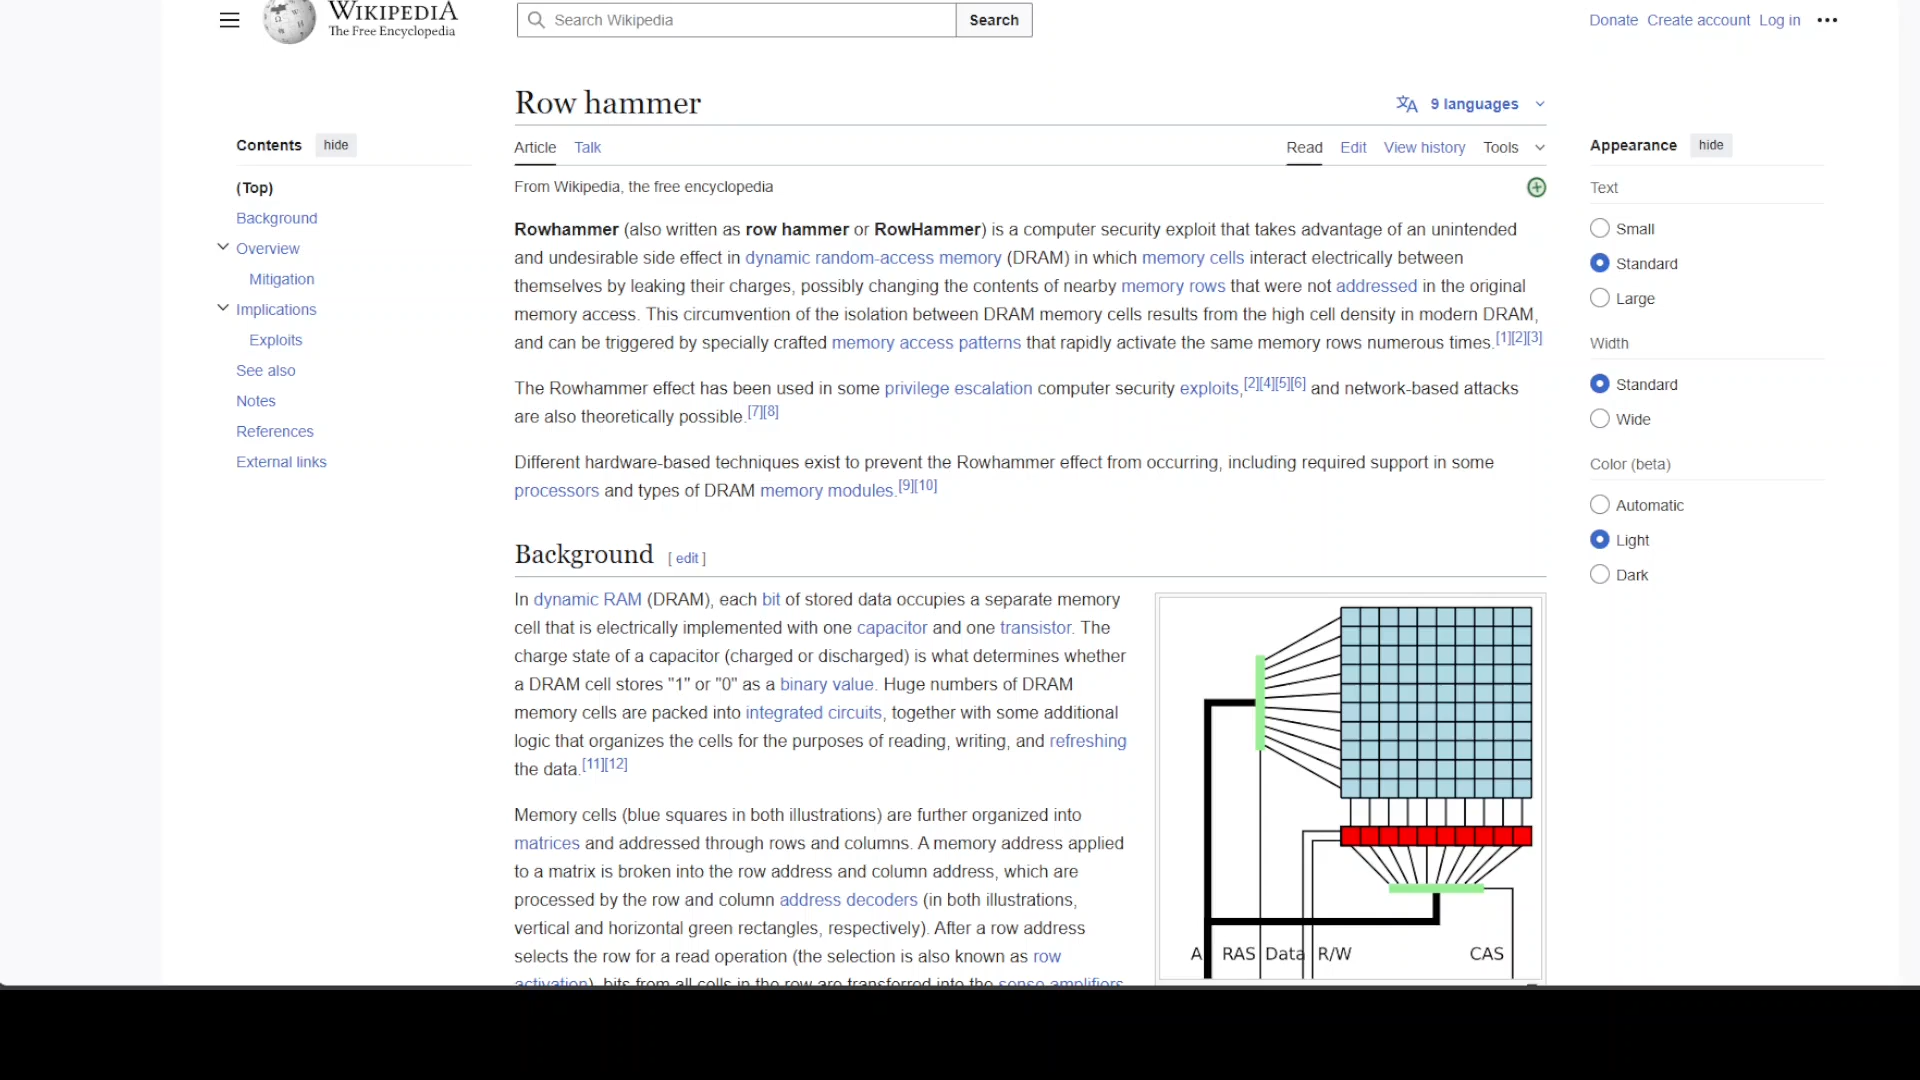 WIKIPEDIA
The Free Encyclopedia
Search Wikipedia
Search
Donate Create account Log in
Row hammer
9 languages
Contents hide
(Top)
Background
Overview
Mitigation
Implications
Exploits
See also
Notes
References
External links
Article Talk
Read Edit View history Tools
From Wikipedia, the free encyclopedia
Rowhammer (also written as row hammer or RowHammer) is a computer security exploit that takes advantage of an unintended
and undesirable side effect in dynamic random-access memory (DRAM) in which memory cells interact electrically between
themselves by leaking their charges, possibly changing the contents of nearby memory rows that were not addressed in the original
memory access. This circumvention of the isolation between DRAM memory cells results from the high cell density in modern DRAM,
and can be triggered by specially crafted memory access patterns that rapidly activate the same memory rows numerous times.[1][2][3]
The Rowhammer effect has been used in some privilege escalation computer security exploits,[2][4][5][6] and network-based attacks
are also theoretically possible.[7][8]
Different hardware-based techniques exist to prevent the Rowhammer effect from occurring, including required support in some
processors and types of DRAM memory modules.[9][10]
Background [ edit ]
In dynamic RAM (DRAM), each bit of stored data occupies a separate memory
cell that is electrically implemented with one capacitor and one transistor. The
charge state of a capacitor (charged or discharged) is what determines whether
a DRAM cell stores "1" or "0" as a binary value. Huge numbers of DRAM
memory cells are packed into integrated circuits, together with some additional
logic that organizes the cells for the purposes of reading, writing, and refreshing
the data.[11][12]
Memory cells (blue squares in both illustrations) are further organized into
matrices and addressed through rows and columns. A memory address applied
to a matrix is broken into the row address and column address, which are
processed by the row and column address decoders (in both illustrations,
vertical and horizontal green rectangles, respectively). After a row address
selects the row for a read operation (the selection is also known as row
activation), bits from all cells in the row are transferred into the sense amplifiers
A RAS Data R/W CAS
Appearance hide
Text
Small
Standard
Large
Width
Standard
Wide
Color (beta)
Automatic
Light
Dark